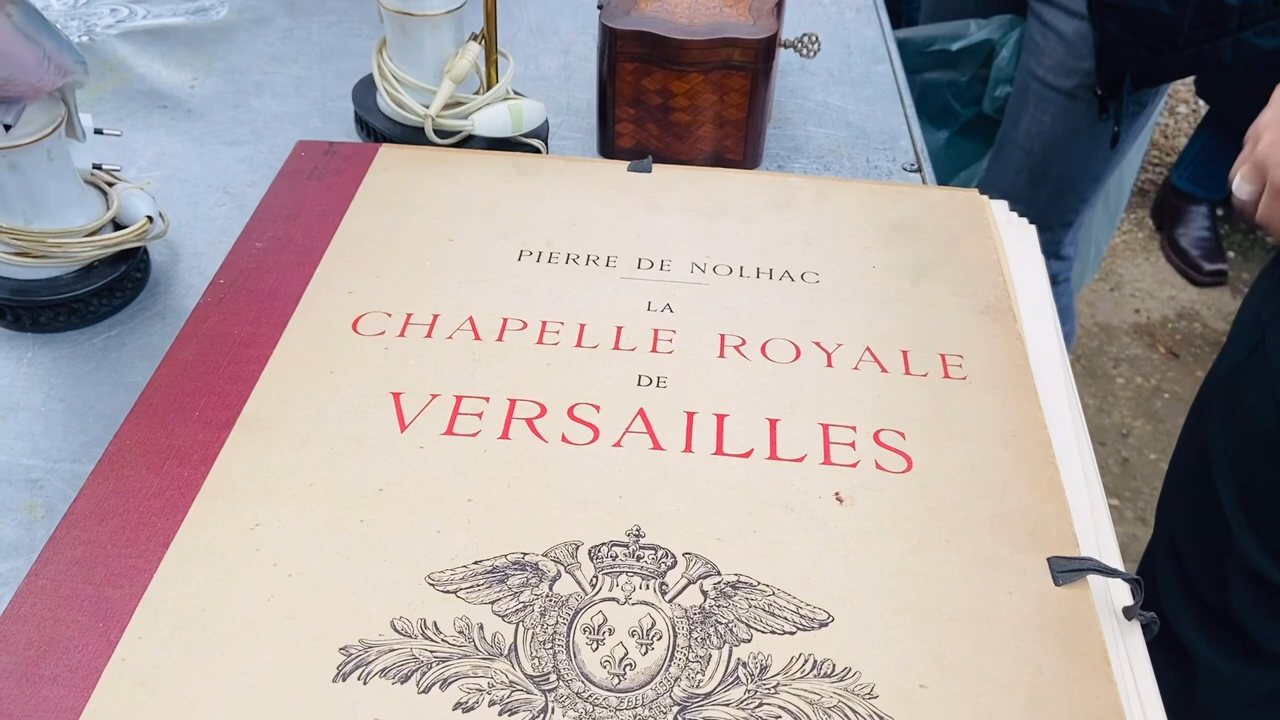 PIERRE DE NOLHAC
LA
CHAPELLE ROYALE
DE
VERSAILLES